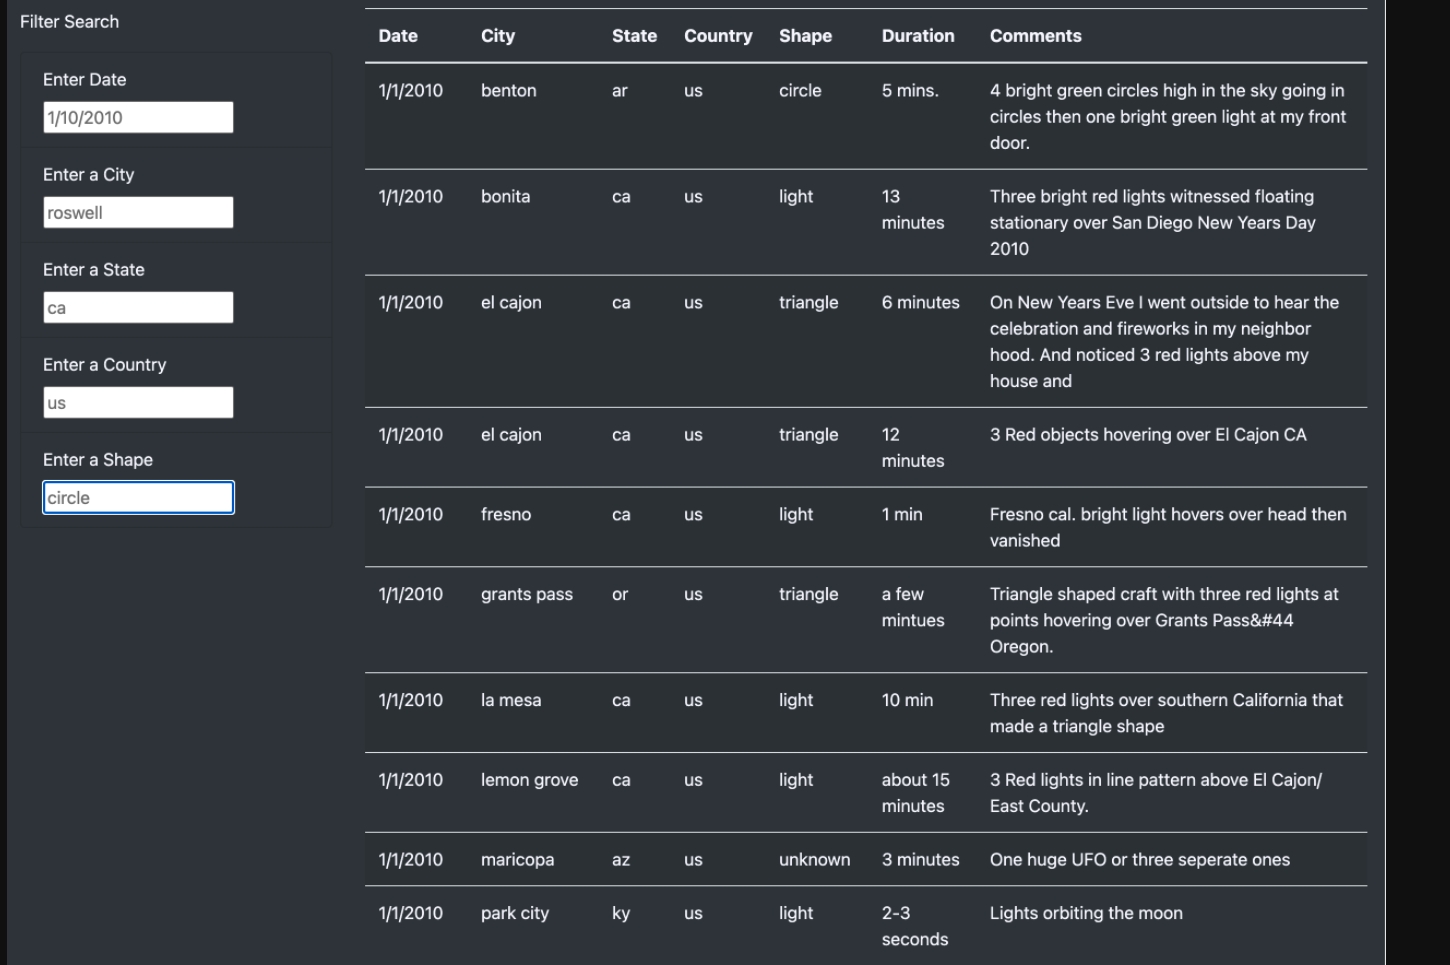 Filter Search
Enter Date
1/10/2010
Enter a City
roswell
Enter a State
ca
Enter a Country
us
Enter a Shape
circle
Date City State Country Shape Duration Comments
1/1/2010 benton ar us circle 5 mins. 4 bright green circles high in the sky going in
circles then one bright green light at my front
door.
1/1/2010 bonita ca us light 13 Three bright red lights witnessed floating
minutes stationary over San Diego New Years Day
2010
1/1/2010 el cajon ca us triangle 6 minutes On New Years Eve I went outside to hear the
celebration and fireworks in my neighbor
hood. And noticed 3 red lights above my
house and
1/1/2010 el cajon ca us triangle 12 3 Red objects hovering over El Cajon CA
minutes
1/1/2010 fresno ca us light 1 min Fresno cal. bright light hovers over head then
vanished
1/1/2010 grants pass or us triangle a few Triangle shaped craft with three red lights at
mintues points hovering over Grants Pass&#44
Oregon.
1/1/2010 la mesa ca us light 10 min Three red lights over southern California that
made a triangle shape
1/1/2010 lemon grove ca us light about 15 3 Red lights in line pattern above El Cajon/
minutes East County.
1/1/2010 maricopa az us unknown 3 minutes One huge UFO or three seperate ones
1/1/2010 park city ky us light 2-3 Lights orbiting the moon
seconds